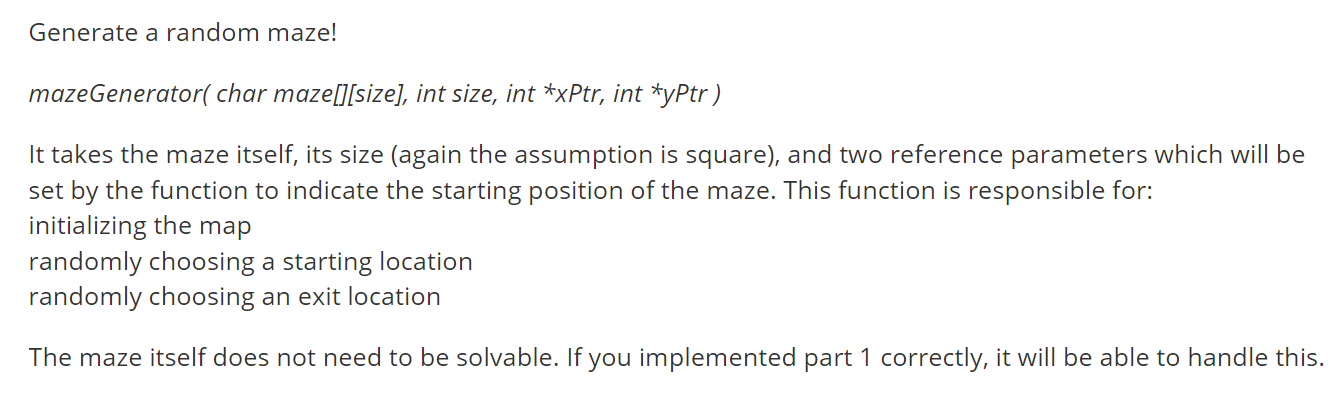 Generate a random maze!
mazeGenerator( char maze[][size], int size, int *xPtr, int *yPtr )
It takes the maze itself, its size (again the assumption is square), and two reference parameters which will be
set by the function to indicate the starting position of the maze. This function is responsible for:
initializing the map
randomly choosing a starting location
randomly choosing an exit location
The maze itself does not need to be solvable. If you implemented part 1 correctly, it will be able to handle this.